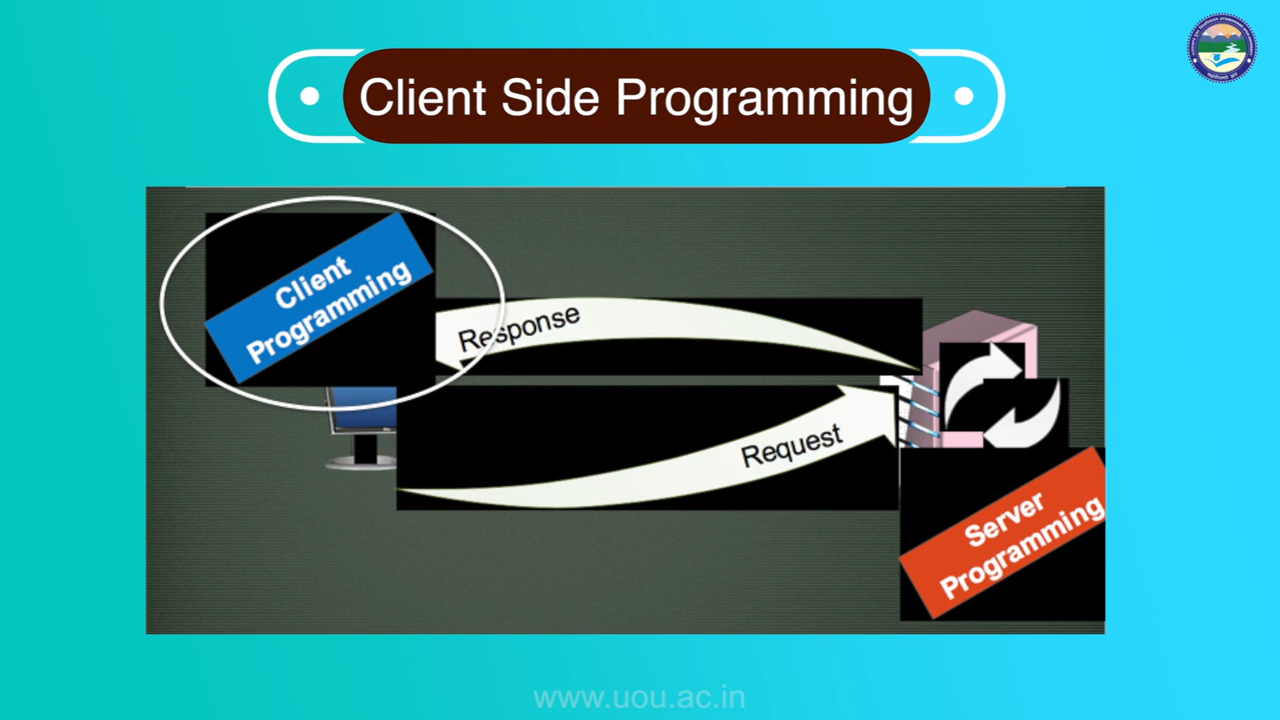 Client Side Programming
Client
Programming
Response
Request
Server
Programming
www.uou.ac.in